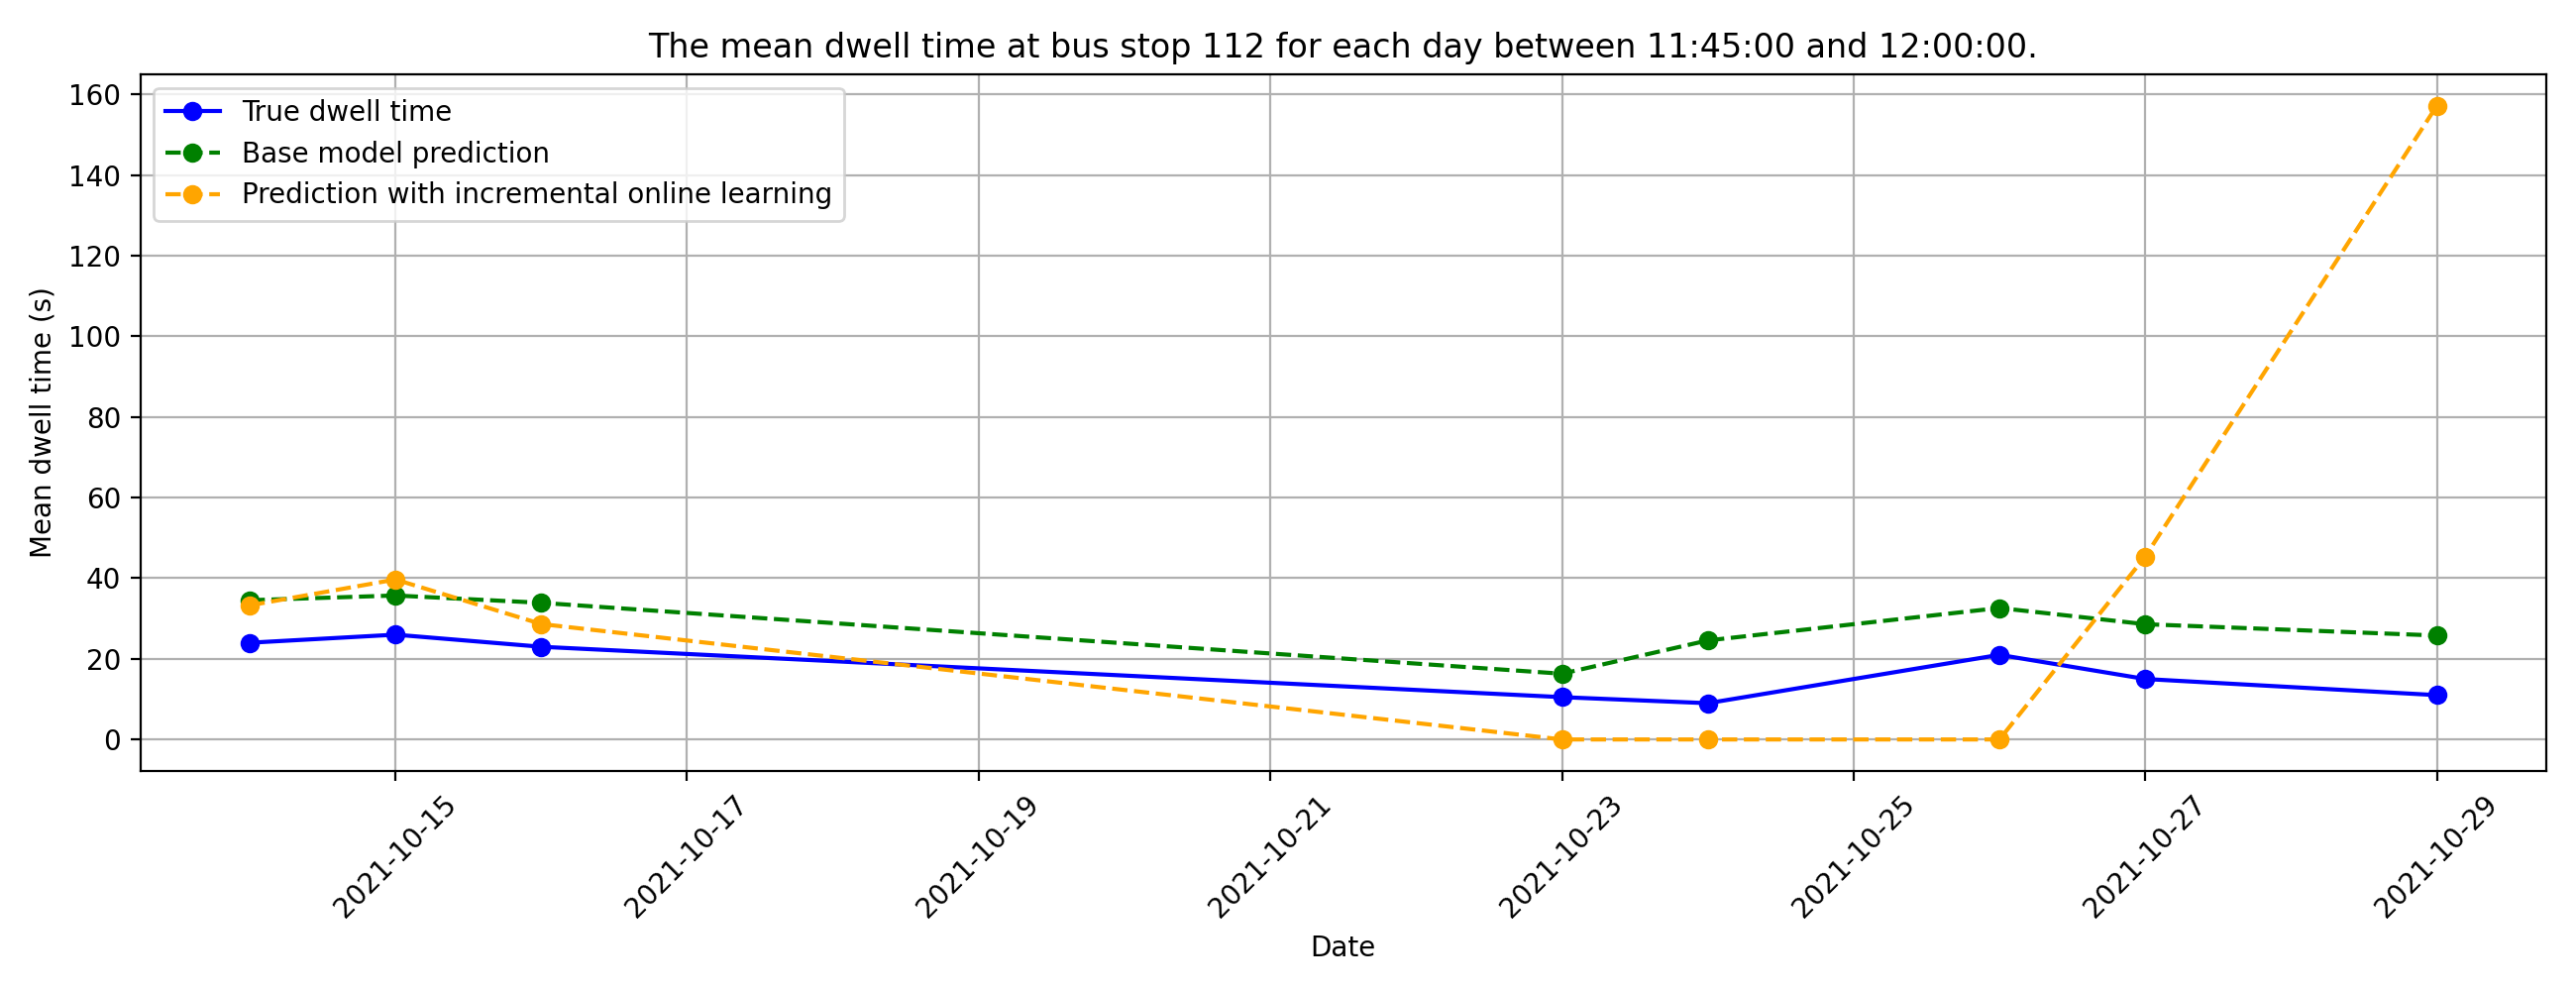 The mean dwell time at bus stop 112 for each day between 11:45:00 and 12:00:00.
True dwell time
Base model prediction
Prediction with incremental online learning
Mean dwell time (s)
160
140
120
100
80
60
40
20
0
2021-10-15
2021-10-17
2021-10-19
2021-10-21
2021-10-23
2021-10-25
2021-10-27
2021-10-29
Date